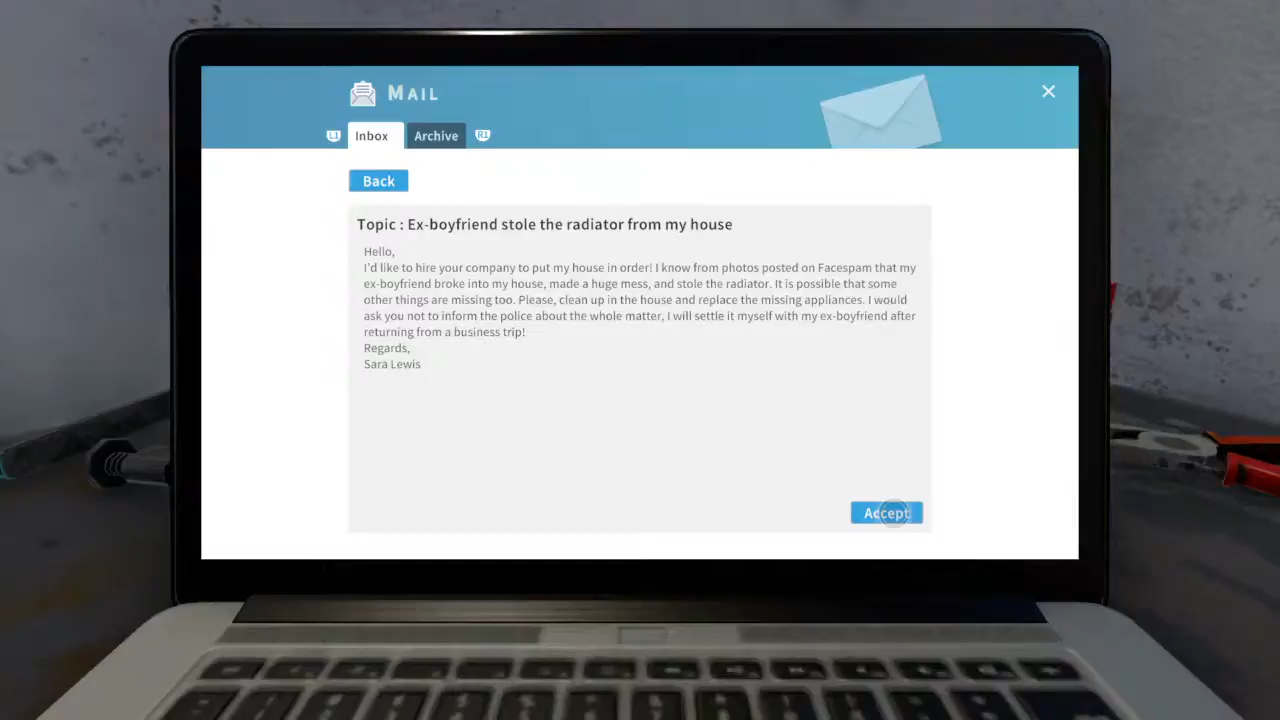 MAIL
L1 Inbox Archive R1
Back
Topic : Ex-boyfriend stole the radiator from my house
Hello,
I'd like to hire your company to put my house in order! I know from photos posted on Facespam that my
ex-boyfriend broke into my house, made a huge mess, and stole the radiator. It is possible that some
other things are missing too. Please, clean up in the house and replace the missing appliances. I would
ask you not to inform the police about the whole matter, I will settle it myself with my ex-boyfriend after
returning from a business trip!
Regards,
Sara Lewis
Accept